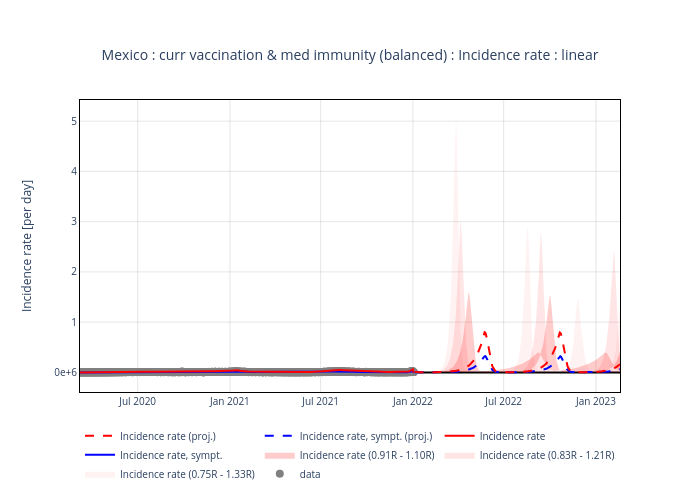 Mexico : curr vaccination & med immunity (balanced) : Incidence rate : linear
Incidence rate [per day]
5
4
3
2
1
0e+6
Jul 2020
Jan 2021
Jul 2021
Jan 2022
Jul 2022
Jan 2023
Incidence rate (proj.)
Incidence rate, sympt. (proj.)
Incidence rate
Incidence rate, sympt.
Incidence rate (0.91R - 1.10R)
Incidence rate (0.83R - 1.21R)
Incidence rate (0.75R - 1.33R)
data